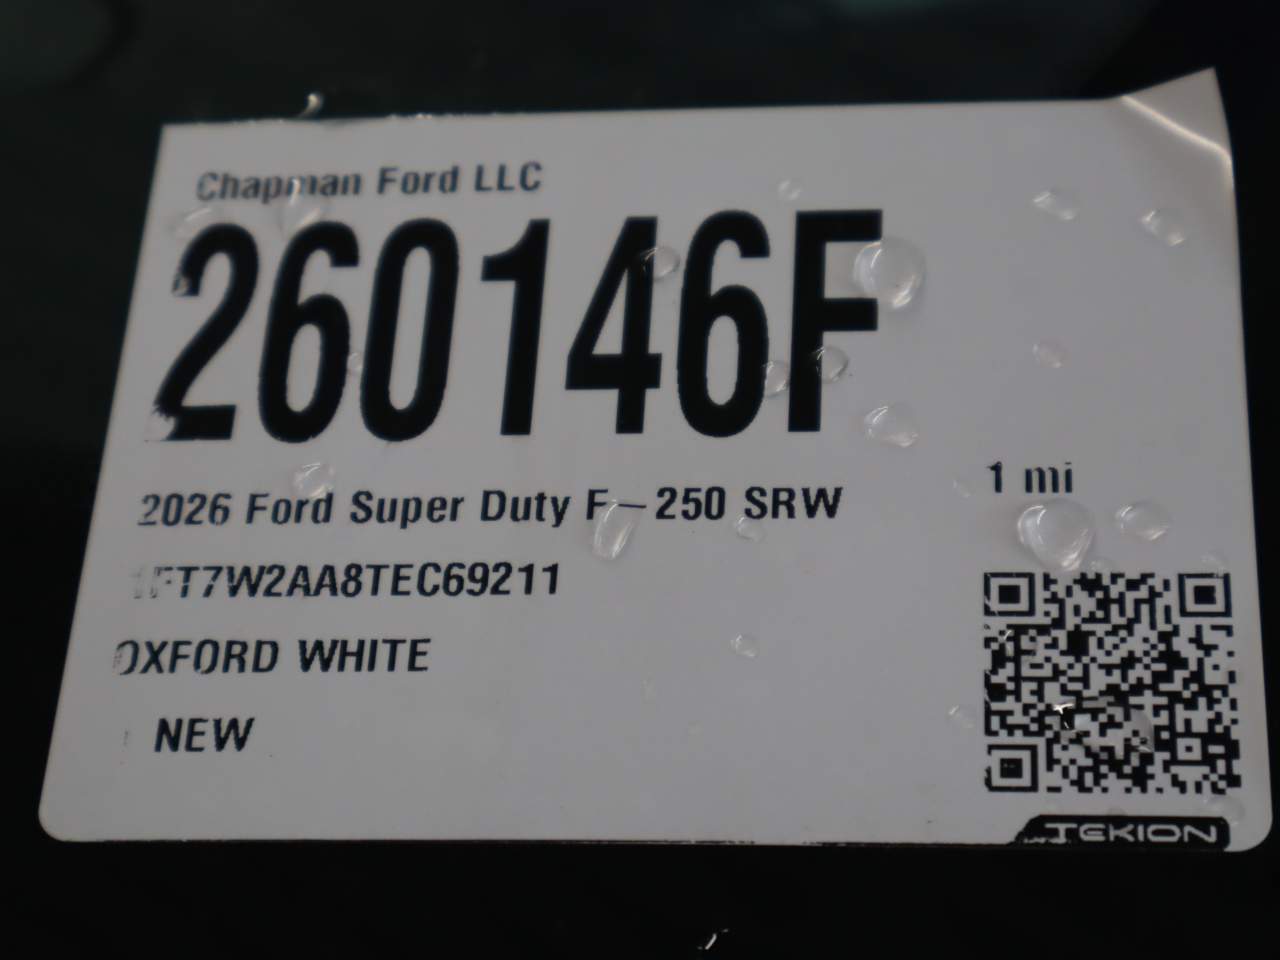 Chapman Ford LLC
260146F
2026 Ford Super Duty F-250 SRW
1 mi
1FT7W2AA8TEC69211
OXFORD WHITE
NEW
TEKION